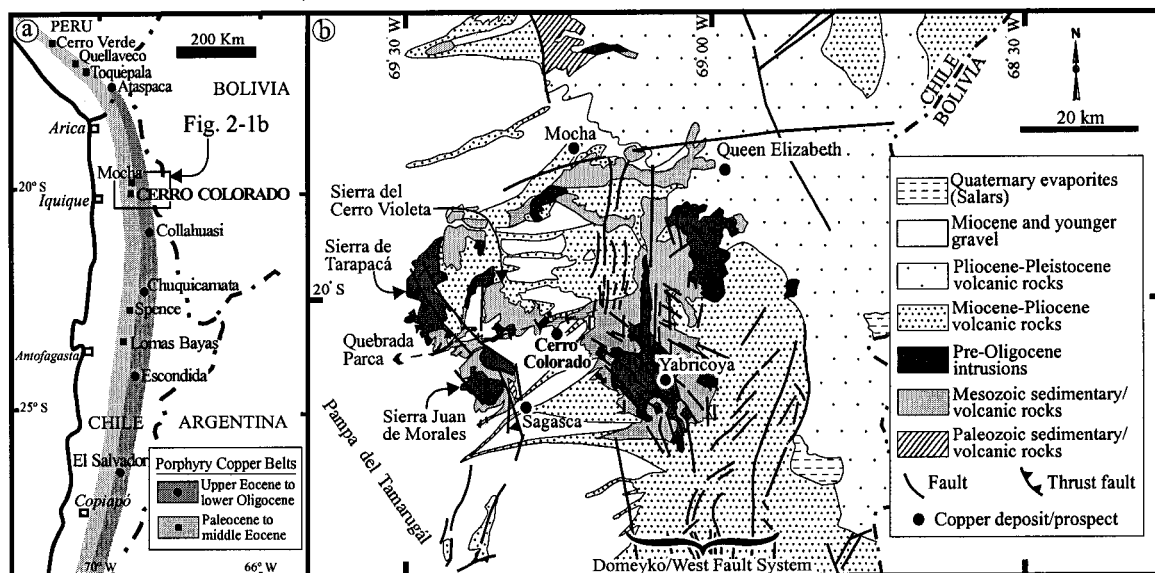 a
PERU
200 Km
Cerro Verde
Quellaveco
Toquepala
Ataspaca
BOLIVIA
Arica
Fig. 2-1b
Mocha
20° S
CERRO COLORADO
Iquique
Collahuasi
Chuquicamata
Spence
Lomas Bayas
Antofagasta
Escondida
25° S
CHILE
ARGENTINA
El Salvador
Copiapó
Porphyry Copper Belts
Upper Eocene to
lower Oligocene
Paleocene to
middle Eocene
70° W
66° W
b
69° 30' W
69° 00' W
68° 30' W
N
CHILE
BOLIVIA
20 km
Mocha
Queen Elizabeth
Sierra del
Cerro Violeta
Sierra de
Tarapacá
20° S
Quebrada
Parca
Cerro
Colorado
Yabricoya
Sierra Juan
de Morales
Sagasca
Pampa del Tamarugál
Domeyko/West Fault System
Quaternary evaporites
(Salars)
Miocene and younger
gravel
Pliocene-Pleistocene
volcanic rocks
Miocene-Pliocene
volcanic rocks
Pre-Oligocene
intrusions
Mesozoic sedimentary/
volcanic rocks
Paleozoic sedimentary/
volcanic rocks
Fault
Thrust fault
Copper deposit/prospect